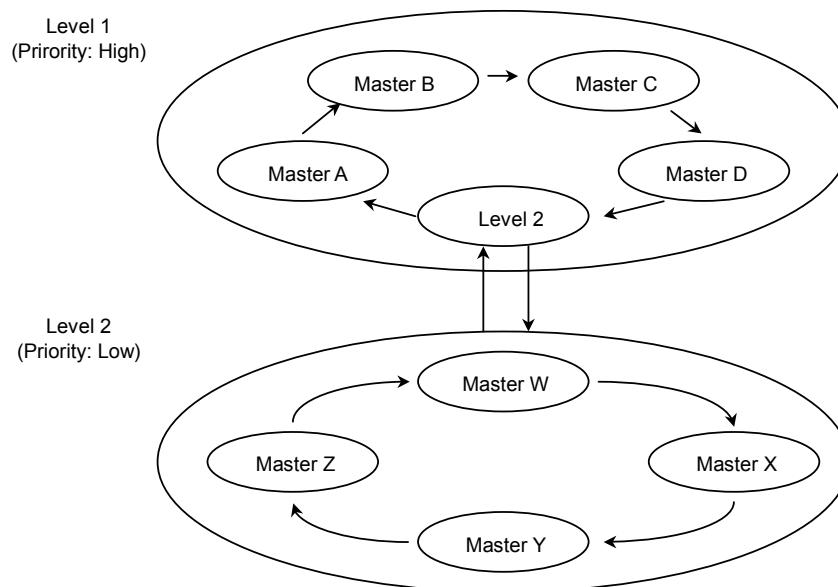 Level 1
(Prirority: High)
Master B
Master C
Master A
Master D
Level 2
Level 2
(Priority: Low)
Master W
Master Z
Master X
Master Y